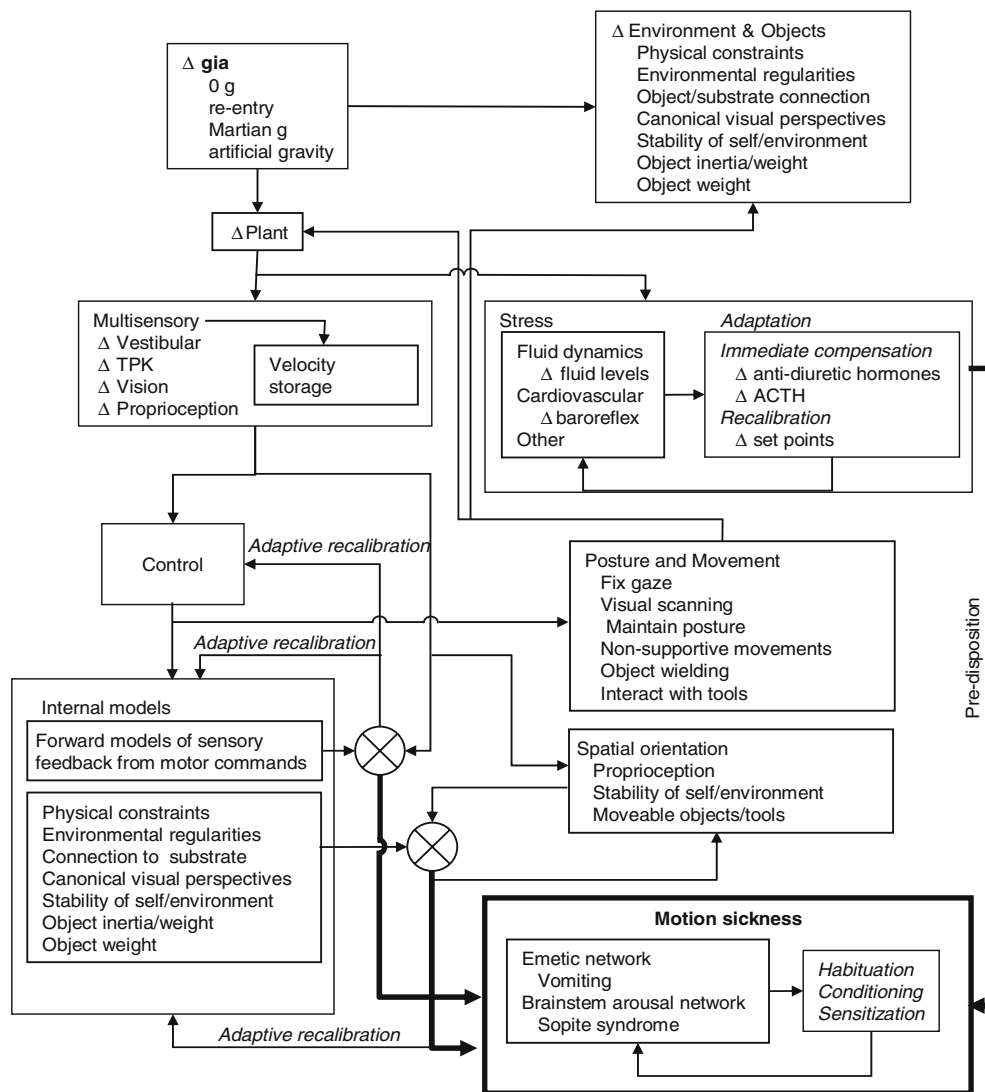 Δ gia
0 g
re-entry
Martian g
artificial gravity
Δ Environment & Objects
Physical constraints
Environmental regularities
Object/substrate connection
Canonical visual perspectives
Stability of self/environment
Object inertia/weight
Object weight
Δ Plant
Multisensory
Δ Vestibular
Δ TPK
Δ Vision
Δ Proprioception
Velocity
storage
Stress
Fluid dynamics
Δ fluid levels
Cardiovascular
Δ baroreflex
Other
Adaptation
Immediate compensation
Δ anti-diuretic hormones
Δ ACTH
Recalibration
Δ set points
Pre-disposition
Control
Adaptive recalibration
Adaptive recalibration
Posture and Movement
Fix gaze
Visual scanning
Maintain posture
Non-supportive movements
Object wielding
Interact with tools
Internal models
Forward models of sensory
feedback from motor commands
Physical constraints
Environmental regularities
Connection to substrate
Canonical visual perspectives
Stability of self/environment
Object inertia/weight
Object weight
Spatial orientation
Proprioception
Stability of self/environment
Moveable objects/tools
Motion sickness
Emetic network
Vomiting
Brainstem arousal network
Sopite syndrome
Habituation
Conditioning
Sensitization
Adaptive recalibration